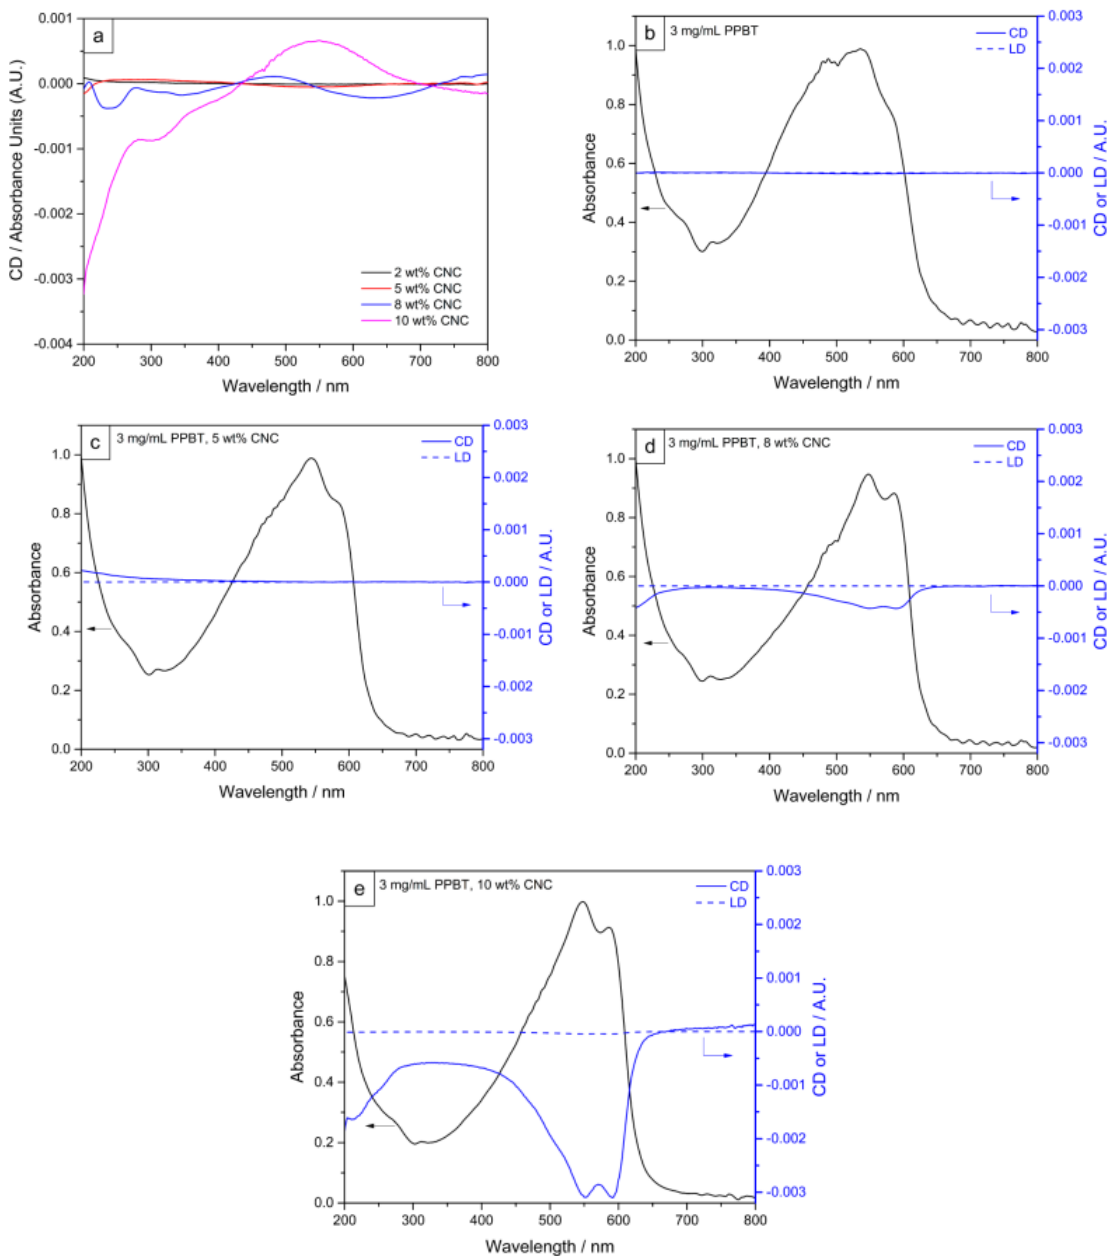 a
0.001
0.000
-0.001
-0.002
-0.003
-0.004
CD / Absorbance Units (A.U.)
2 wt% CNC
5 wt% CNC
8 wt% CNC
10 wt% CNC
200 300 400 500 600 700 800
Wavelength / nm
b
3 mg/mL PPBT
CD
LD
1.0
0.8
0.6
0.4
0.2
0.0
Absorbance
0.003
0.002
0.001
0.000
-0.001
-0.002
-0.003
CD or LD / A.U.
200 300 400 500 600 700 800
Wavelength / nm
c
3 mg/mL PPBT, 5 wt% CNC
CD
LD
1.0
0.8
0.6
0.4
0.2
0.0
Absorbance
0.003
0.002
0.001
0.000
-0.001
-0.002
-0.003
CD or LD / A.U.
200 300 400 500 600 700 800
Wavelength / nm
d
3 mg/mL PPBT, 8 wt% CNC
CD
LD
1.0
0.8
0.6
0.4
0.2
0.0
Absorbance
0.003
0.002
0.001
0.000
-0.001
-0.002
-0.003
CD or LD / A.U.
200 300 400 500 600 700 800
Wavelength / nm
e
3 mg/mL PPBT, 10 wt% CNC
CD
LD
1.0
0.8
0.6
0.4
0.2
0.0
Absorbance
0.003
0.002
0.001
0.000
-0.001
-0.002
-0.003
CD or LD / A.U.
200 300 400 500 600 700 800
Wavelength / nm